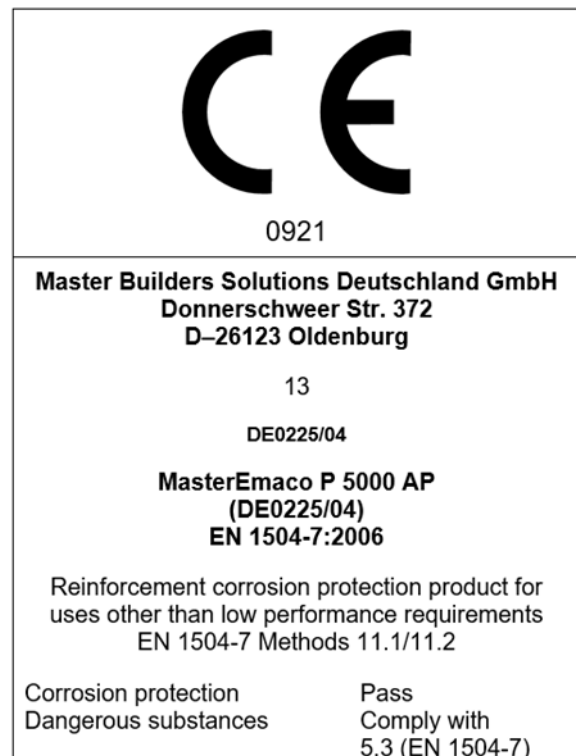 CE
0921
Master Builders Solutions Deutschland GmbH
Donnerschweer Str. 372
D–26123 Oldenburg
13
DE0225/04
MasterEmaco P 5000 AP
(DE0225/04)
EN 1504-7:2006
Reinforcement corrosion protection product for
uses other than low performance requirements
EN 1504-7 Methods 11.1/11.2
Corrosion protection Pass
Dangerous substances Comply with
5.3 (EN 1504-7)